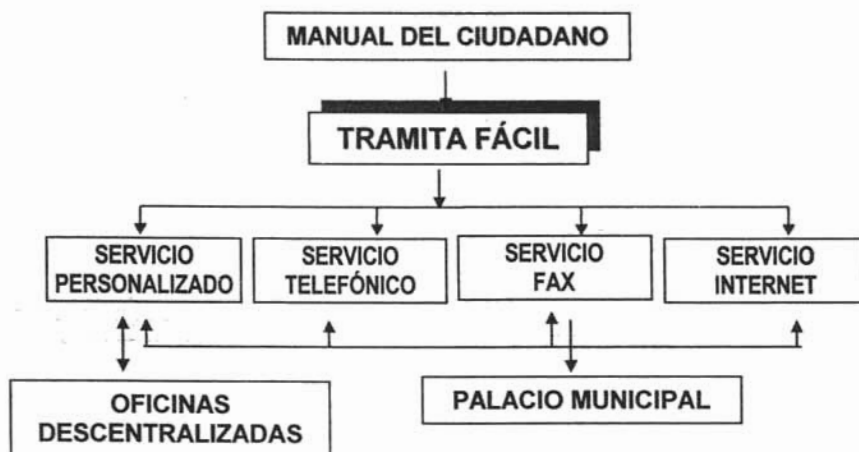 MANUAL DEL CIUDADANO
TRAMITA FÁCIL
SERVICIO
PERSONALIZADO
SERVICIO
TELEFÓNICO
SERVICIO
FAX
SERVICIO
INTERNET
OFICINAS
DESCENTRALIZADAS
PALACIO MUNICIPAL